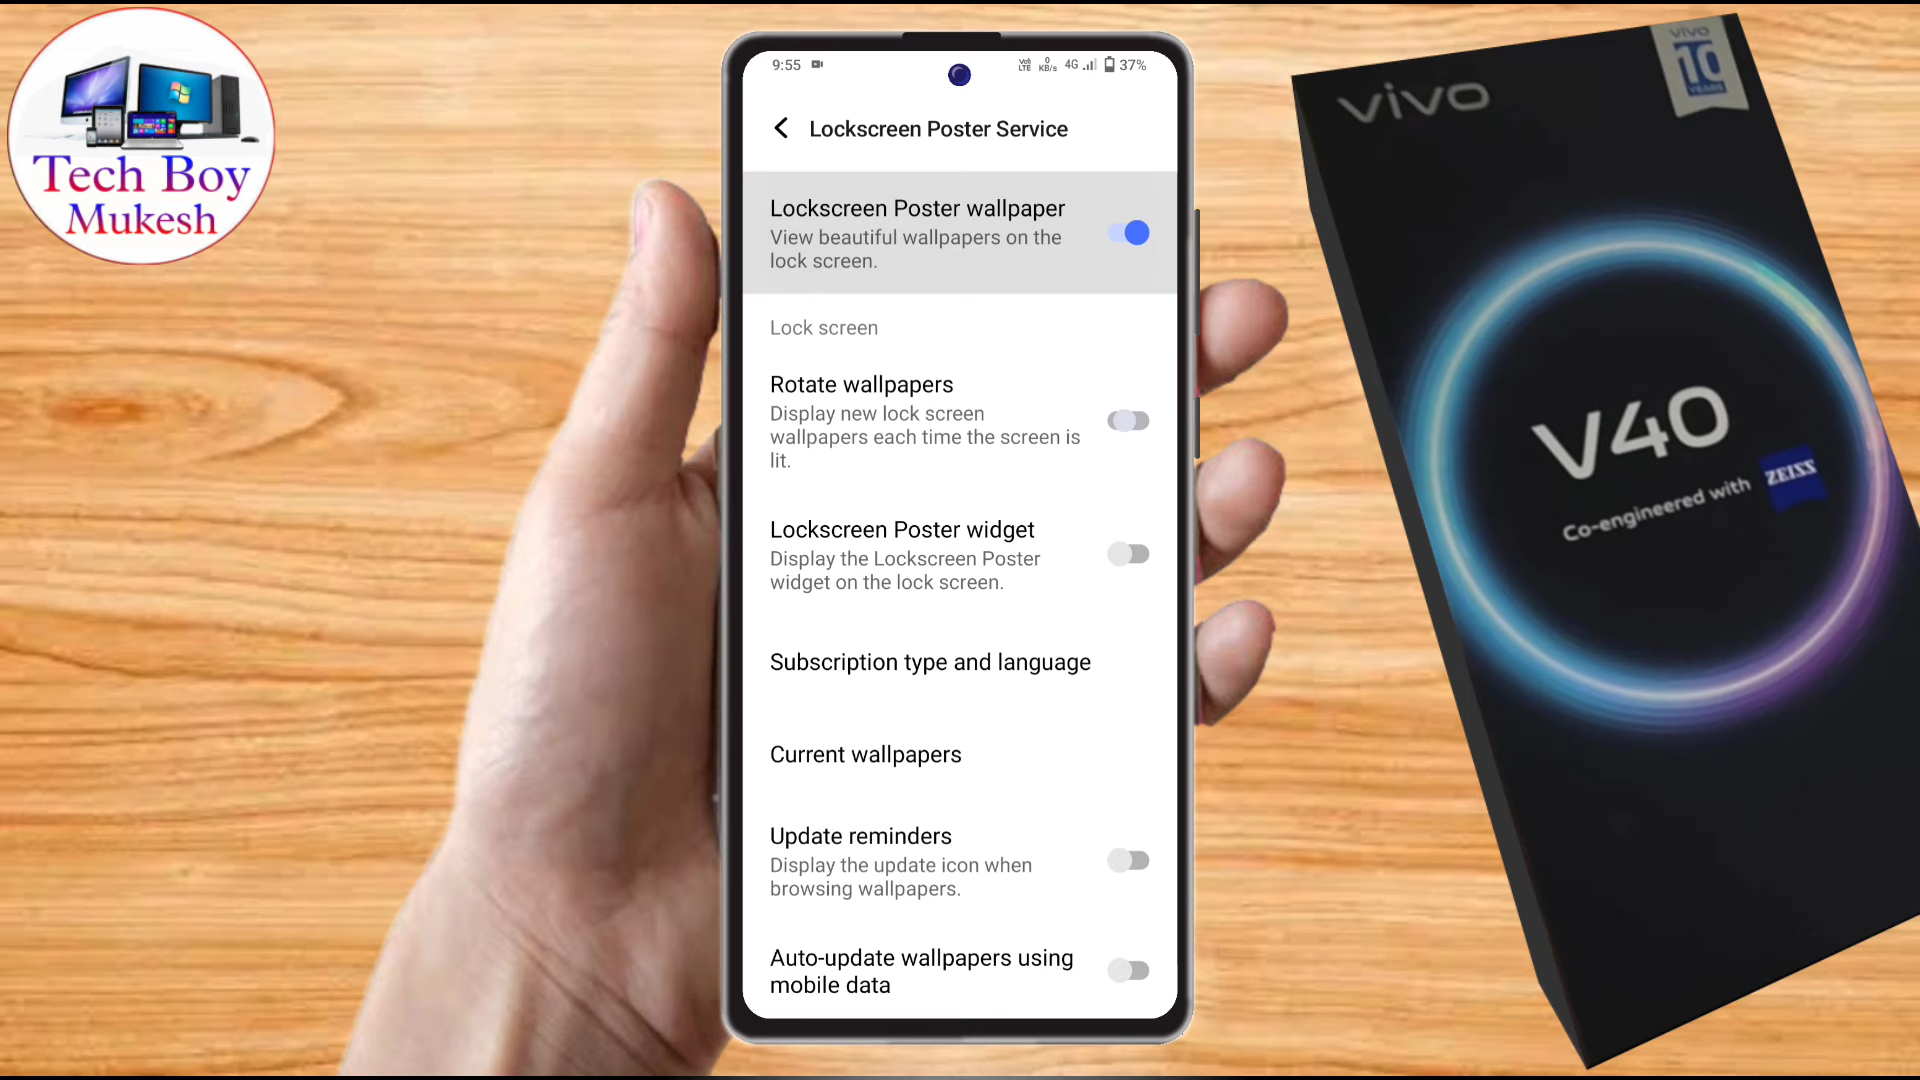 Tech Boy
Mukesh
9:55
Vo)
LTE
0
KB/s
4G
37%
Lockscreen Poster Service
Lockscreen Poster wallpaper
View beautiful wallpapers on the
lock screen.
Lock screen
Rotate wallpapers
Display new lock screen
wallpapers each time the screen is
lit.
Lockscreen Poster widget
Display the Lockscreen Poster
widget on the lock screen.
Subscription type and language
Current wallpapers
Update reminders
Display the update icon when
browsing wallpapers.
Auto-update wallpapers using
mobile data
vivo
vivo
10
YEARS
V40
Co-engineered with ZEISS